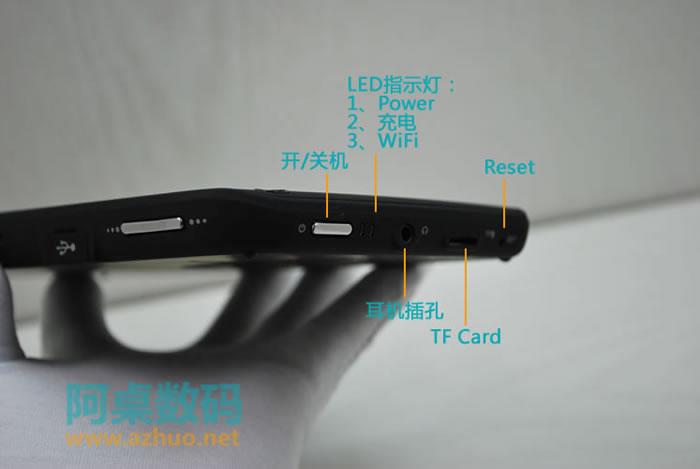 LED指示灯：
1、Power
2、充电
3、WiFi
开/关机
Reset
耳机插孔
TF Card
阿桌数码
www.azhuo.net